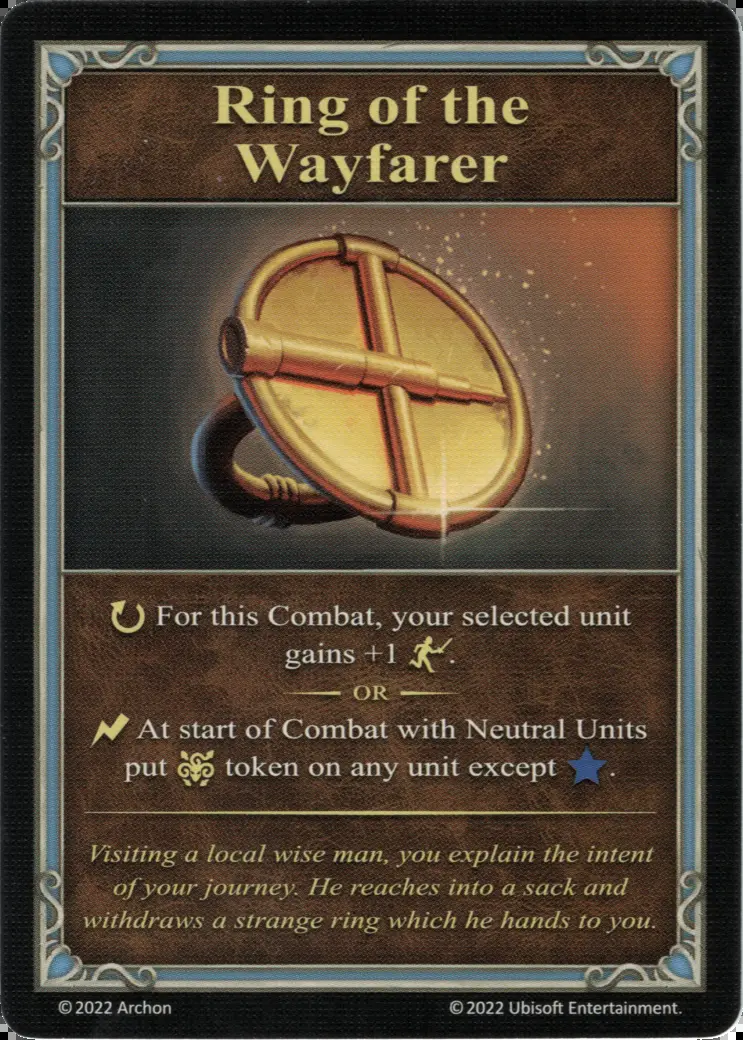 Ring of the
Wayfarer
For this Combat, your selected unit
gains +1 .
OR
At start of Combat with Neutral Units
put token on any unit except .
Visiting a local wise man, you explain the intent
of your journey. He reaches into a sack and
withdraws a strange ring which he hands to you.
© 2022 Archon
© 2022 Ubisoft Entertainment.